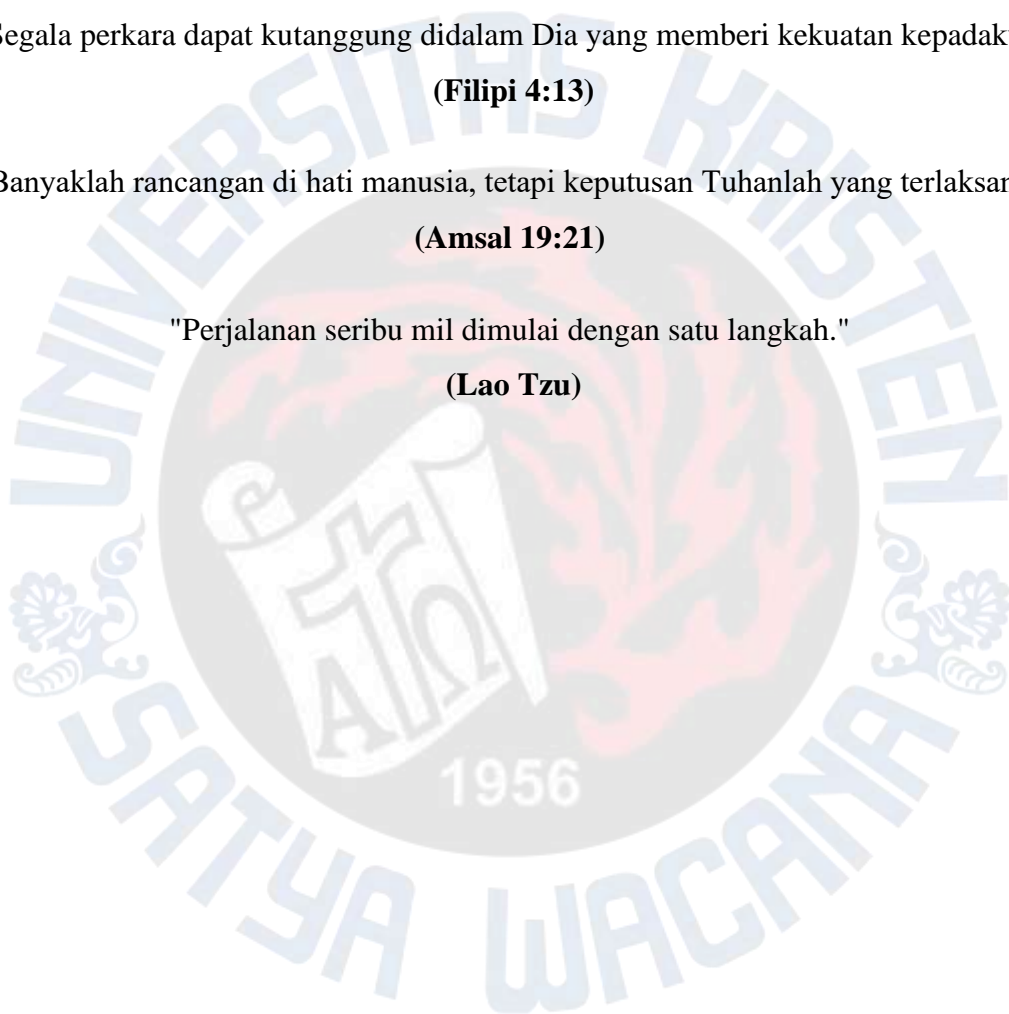 Segala perkara dapat kutanggung didalam Dia yang memberi kekuatan kepadaku
(Filipi 4:13)
Banyaklah rancangan di hati manusia, tetapi keputusan Tuhanlah yang terlaksan
(Amsal 19:21)
"Perjalanan seribu mil dimulai dengan satu langkah."
(Lao Tzu)
UNIVERSITAS KRISTEN
ΑΩ
1956
SATYA WACANA